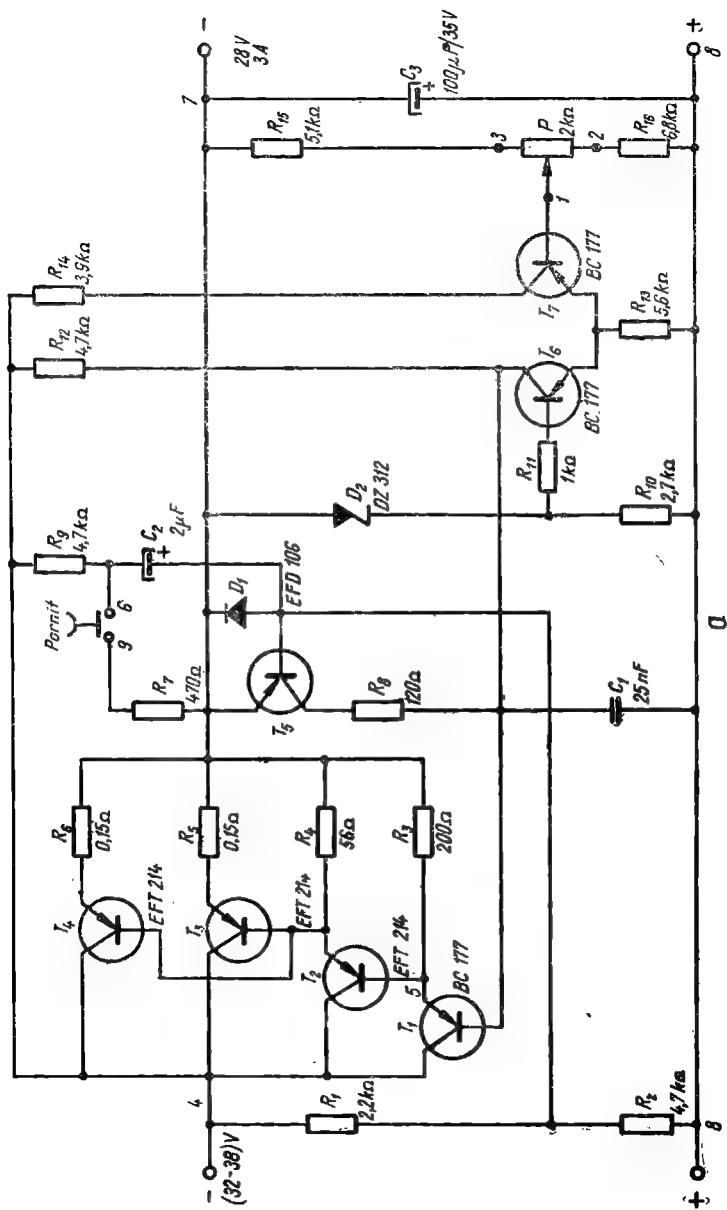 −
(32-38)V
4
R1
2,2kΩ
R2
4,7kΩ
8
+
T4
EFT 214
R6
0,15Ω
T3
EFT 214
R5
0,15Ω
T2
EFT 214
R4
56Ω
5
T1
BC 177
R3
200Ω
Pornit
9
6
R7
470Ω
R9
4,7kΩ
C2
+
2µF
D1
EFD 106
T5
R8
120Ω
C1
25nF
D2
DZ 312
R11
1kΩ
R10
2,7kΩ
R12
4,7kΩ
R14
3,9kΩ
T6
BC 177
T7
BC 177
R13
5,6kΩ
7
−
28V
3A
R15
5,1kΩ
C3
+
100µF/35V
3
P
2kΩ
1
2
R16
6,8kΩ
+
8
a